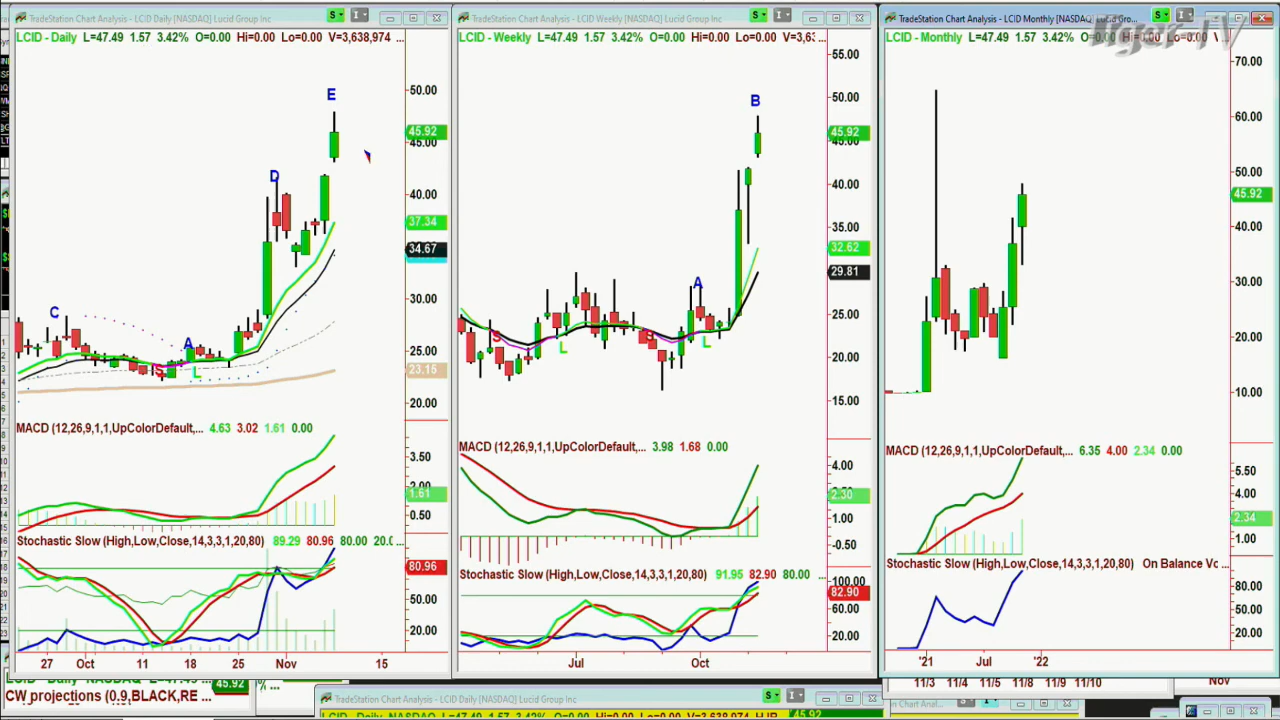 TradeStation Chart Analysis - LCID Daily [NASDAQ] Lucid Group Inc
LCID - Daily L=47.49 1.57 3.42% O=0.00 Hi=0.00 Lo=0.00 V=3,638,974 ...
E
50.00
45.92
45.00
D
40.00
37.34
34.67
C
30.00
A
25.00
S
L
23.15
20.00
MACD (12,26,9,1,1,UpColorDefault,... 4.63 3.02 1.61 0.00
3.50
2.00
1.61
0.50
Stochastic Slow (High,Low,Close,14,3,3,1,20,80) 89.29 80.96 80.00 20.0
80.96
50.00
20.00
27 Oct 11 18 25 Nov 15
TradeStation Chart Analysis - LCID Weekly [NASDAQ] Lucid Group Inc
LCID - Weekly L=47.49 1.57 3.42% O=0.00 Hi=0.00 Lo=0.00 V=3,63...
55.00
B
50.00
45.92
45.00
40.00
35.00
32.62
29.81
A
25.00
S S
L L
20.00
15.00
MACD (12,26,9,1,1,UpColorDefault,... 3.98 1.68 0.00
4.00
2.30
1.00
-0.50
Stochastic Slow (High,Low,Close,14,3,3,1,20,80) 91.95 82.90 80.00 ...
100.00
82.90
60.00
20.00
Jul Oct
TradeStation Chart Analysis - LCID Monthly [NASDAQ] Lucid Gro...
LCID - Monthly L=47.49 1.57 3.42% O=0.00 Hi=0.00 Lo=0.00 V...
TigerTV
70.00
60.00
50.00
45.92
40.00
30.00
20.00
10.00
MACD (12,26,9,1,1,UpColorDefault,... 6.35 4.00 2.34 0.00
5.50
4.00
2.34
1.00
Stochastic Slow (High,Low,Close,14,3,3,1,20,80) On Balance Vo...
80.00
50.00
20.00
'21 Jul '22
11/3 11/4 11/5 11/8 11/9 11/10 Nov
45.92
CW projections (0.9,BLACK,RE
TradeStation Chart Analysis - LCID Daily [NASDAQ] Lucid Group Inc